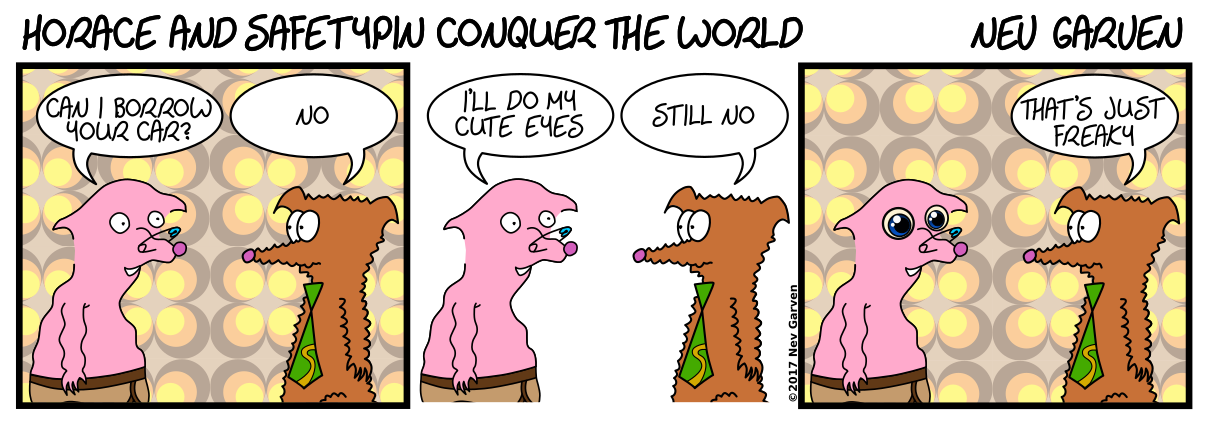 HORACE AND SAFETYPIN CONQUER THE WORLD
NEV GARVEN
CAN I BORROW
YOUR CAR?
NO
I'LL DO MY
CUTE EYES
STILL NO
©2017 Nev Garven
THAT'S JUST
FREAKY
S